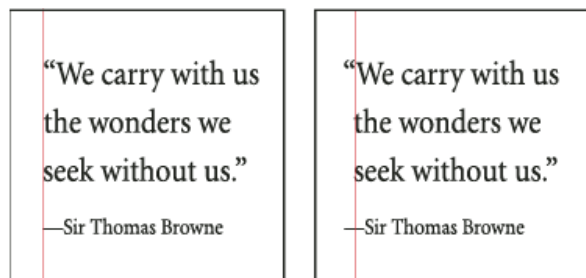 “We carry with us
the wonders we
seek without us.”
—Sir Thomas Browne
“We carry with us
the wonders we
seek without us.”
—Sir Thomas Browne